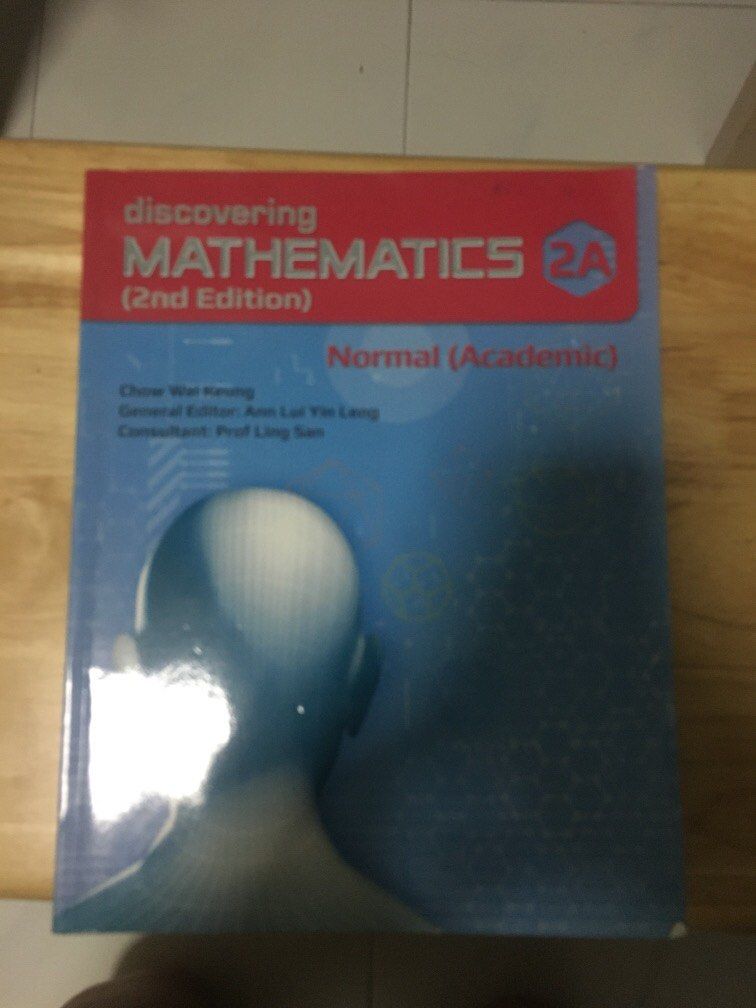 discovering
MATHEMATICS 2A
(2nd Edition)
Normal (Academic)
Chow Wai Keung
General Editor: Ann Lui Yin Leng
Consultant: Prof Ling San